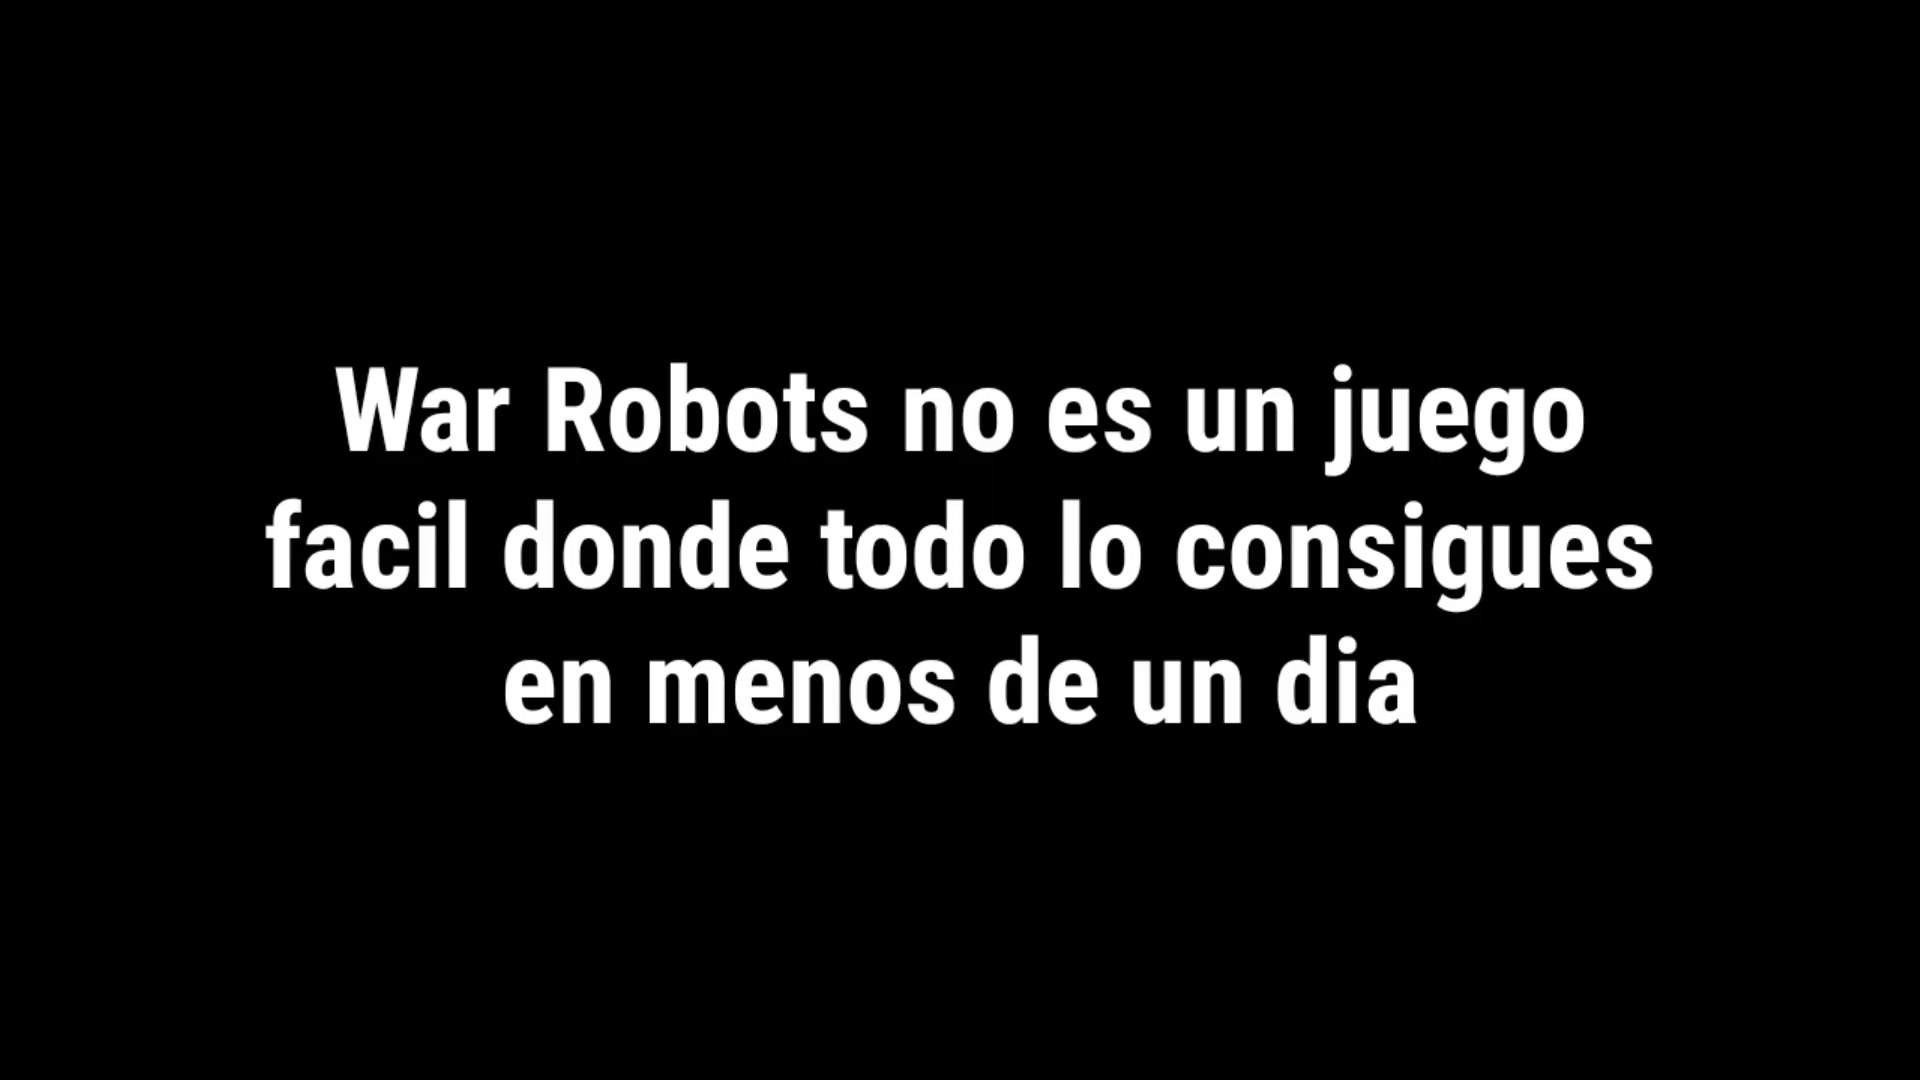 War Robots no es un juego
facil donde todo lo consigues
en menos de un dia